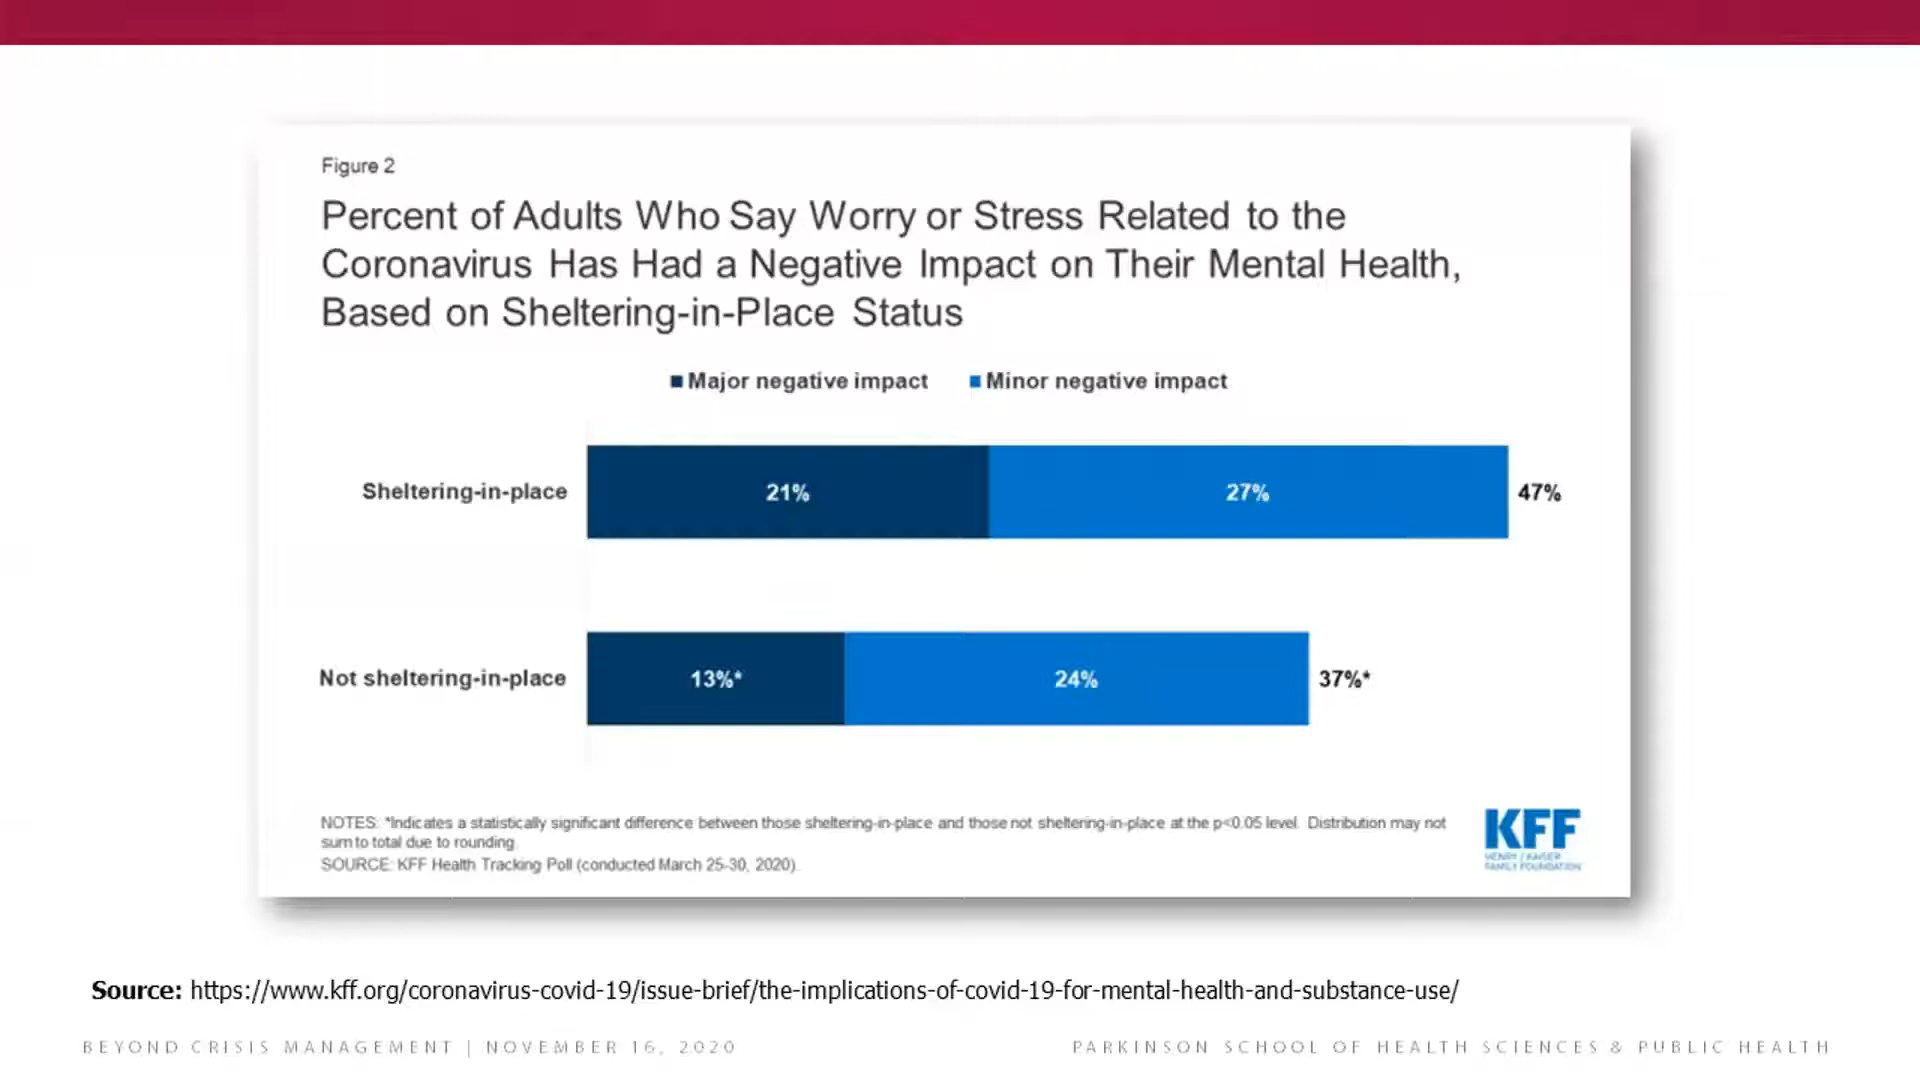 Figure 2
Percent of Adults Who Say Worry or Stress Related to the
Coronavirus Has Had a Negative Impact on Their Mental Health,
Based on Sheltering-in-Place Status
Major negative impact Minor negative impact
Sheltering-in-place 21% 27% 47%
Not sheltering-in-place 13%* 24% 37%*
NOTES: *Indicates a statistically significant difference between those sheltering-in-place and those not sheltering-in-place at the p<0.05 level. Distribution may not
sum to total due to rounding.
SOURCE: KFF Health Tracking Poll (conducted March 25-30, 2020)
KFF
HENRY J KAISER
FAMILY FOUNDATION
Source: https://www.kff.org/coronavirus-covid-19/issue-brief/the-implications-of-covid-19-for-mental-health-and-substance-use/
BEYOND CRISIS MANAGEMENT | NOVEMBER 16, 2020 PARKINSON SCHOOL OF HEALTH SCIENCES & PUBLIC HEALTH